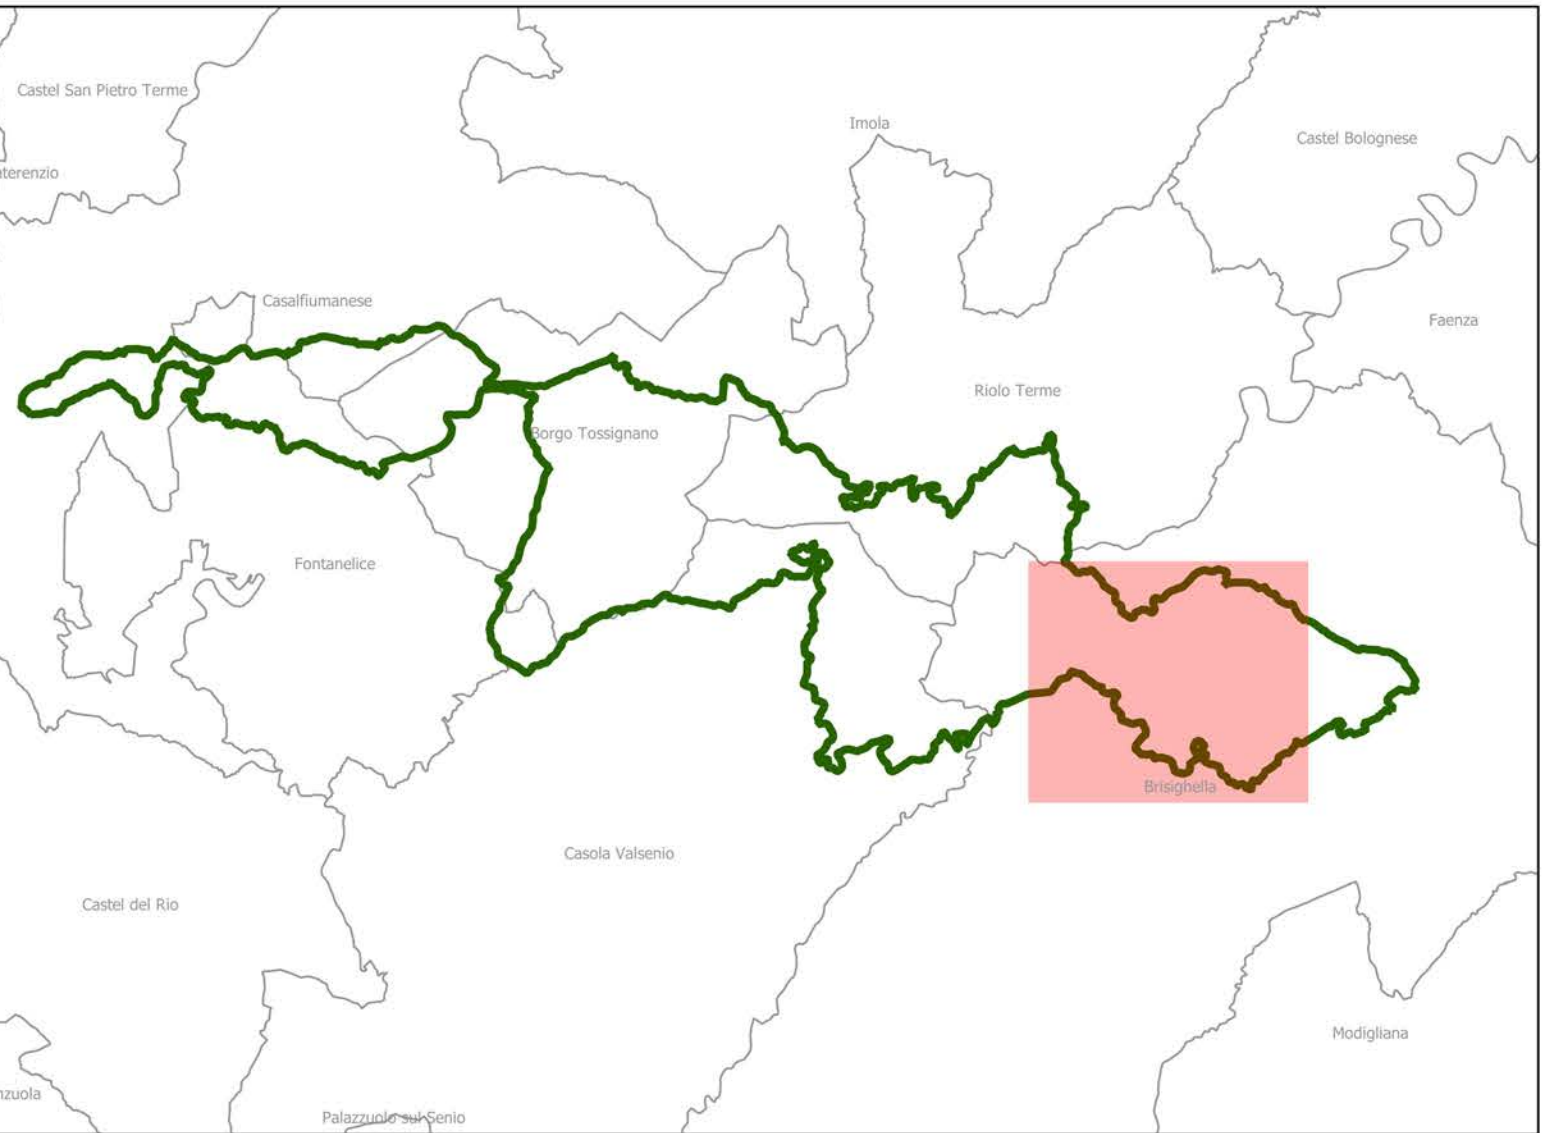 Castel San Pietro Terme
Imola
Castel Bolognese
nterenzio
Casalfiumanese
Faenza
Riolo Terme
Borgo Tossignano
Fontanelice
Brisighella
Casola Valsenio
Castel del Rio
Modigliana
nzuola
Palazzuolo sul Senio